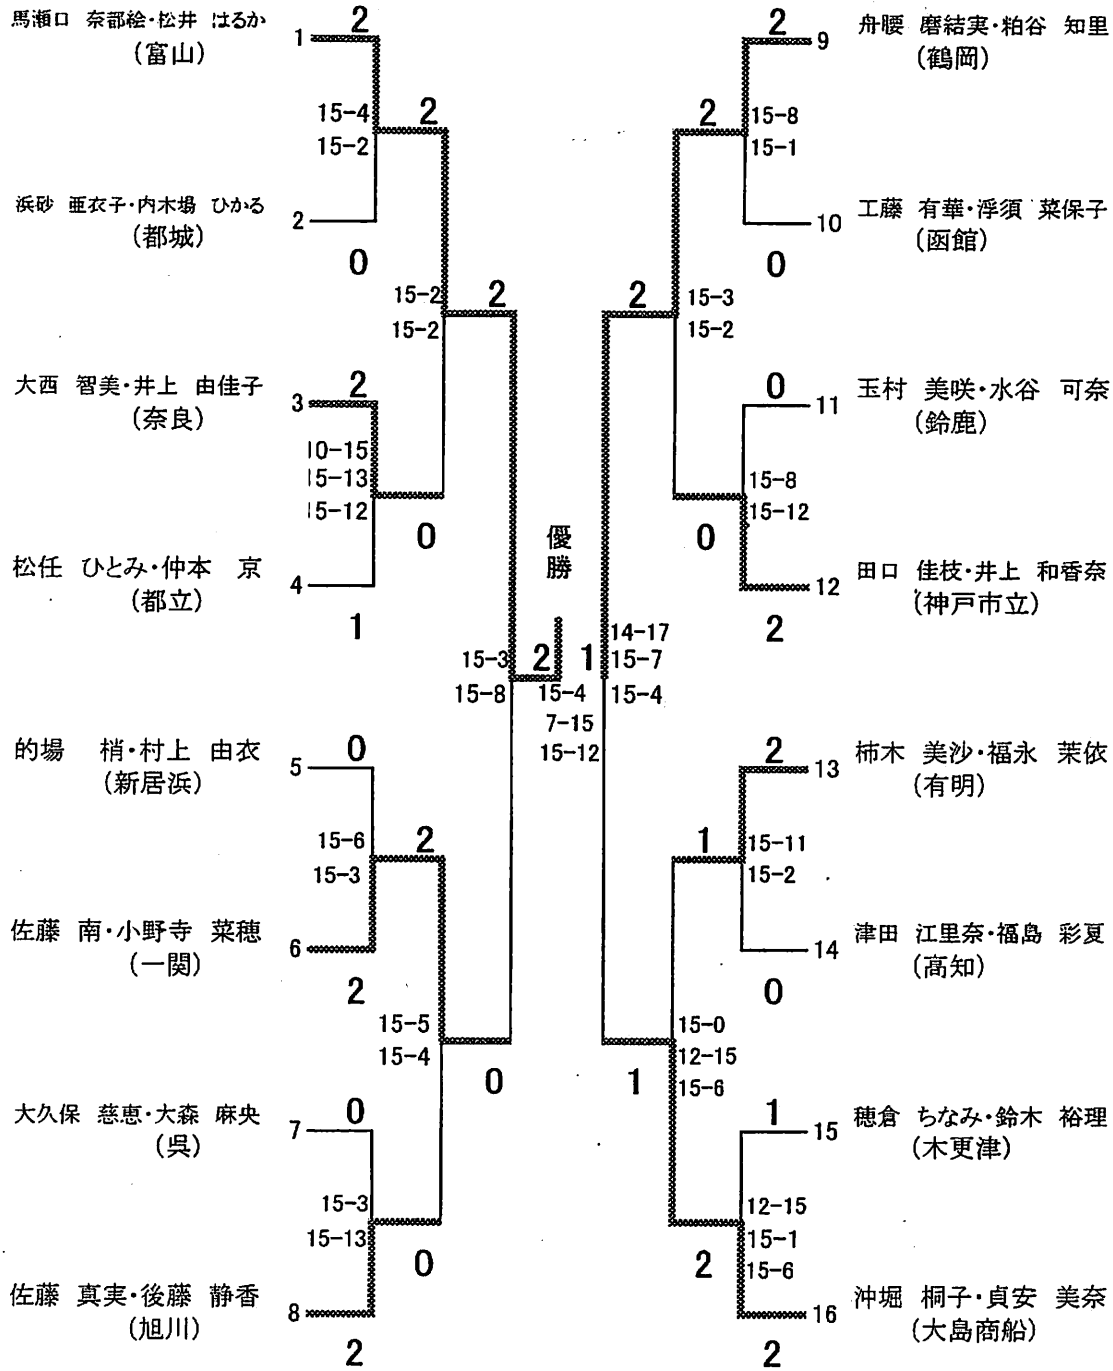 馬瀬口 奈都絵・松井 はるか
(富山)
1
2
15-4
15-2
2
浜砂 亜衣子・内木場 ひかる
(都城)
2
0
15-2
15-2
2
大西 智美・井上 由佳子
(奈良)
3
2
10-15
15-13
15-12
0
松任 ひとみ・仲本 京
(都立)
4
1
15-3
15-8
的場 梢・村上 由衣
(新居浜)
5
0
15-6
15-3
2
佐藤 南・小野寺 菜穂
(一関)
6
2
15-5
15-4
0
大久保 慈恵・大森 麻央
(呉)
7
0
15-3
15-13
0
佐藤 真実・後藤 静香
(旭川)
8
2
優勝
2
1
15-4
7-15
15-12
舟腰 磨結実・粕谷 知里
(鶴岡)
9
2
15-8
15-1
2
工藤 有華・浮須 菜保子
(函館)
10
0
15-3
15-2
2
玉村 美咲・水谷 可奈
(鈴鹿)
11
0
15-8
15-12
0
田口 佳枝・井上 和香奈
(神戸市立)
12
2
14-17
15-7
15-4
柿木 美沙・福永 茉依
(有明)
13
2
15-11
15-2
1
津田 江里奈・福島 彩夏
(高知)
14
0
15-0
12-15
15-6
1
穂倉 ちなみ・鈴木 裕理
(木更津)
15
1
12-15
15-1
15-6
2
沖堀 桐子・貞安 美奈
(大島商船)
16
2